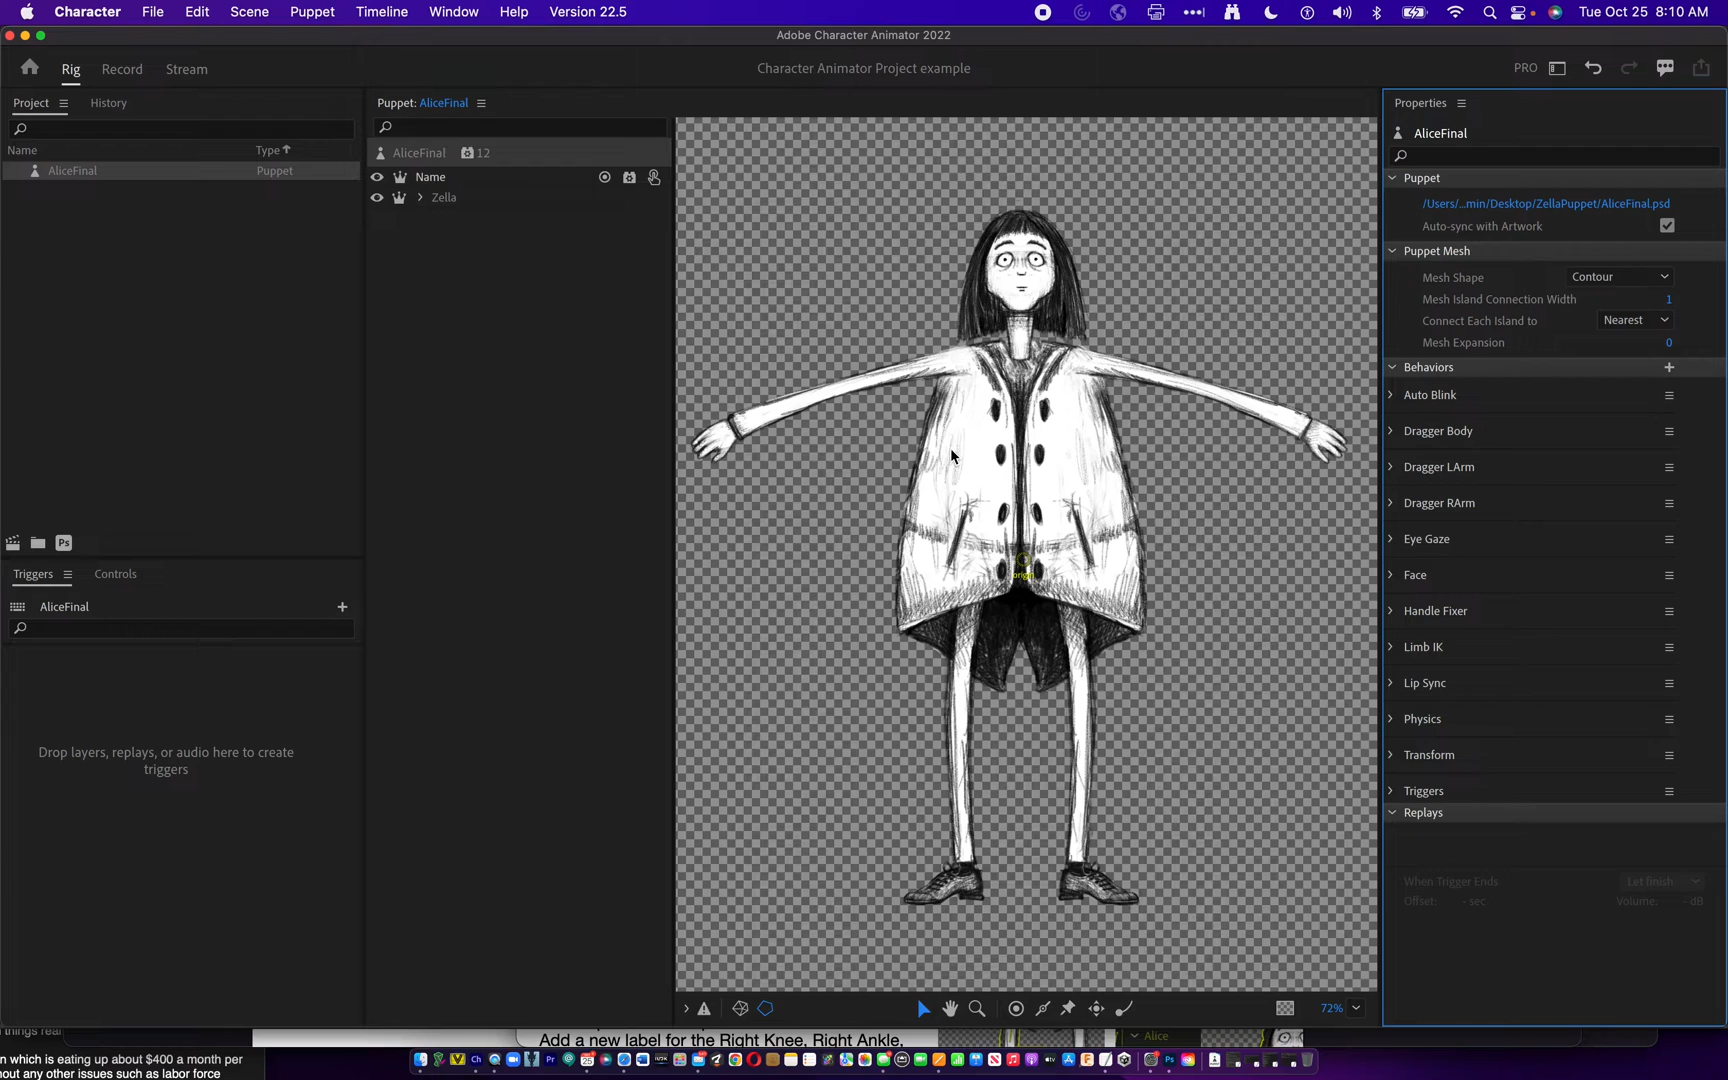 Character File Edit Scene Puppet Timeline Window Help Version 22.5 Tue Oct 25 8:10 AM
Adobe Character Animator 2022
Rig Record Stream Character Animator Project example PRO
Project History Puppet: AliceFinal Properties
AliceFinal
Name Type
AliceFinal Puppet
AliceFinal 12
Name
Zella
Puppet
/Users/...min/Desktop/ZellaPuppet/AliceFinal.psd
Auto-sync with Artwork
Puppet Mesh
Mesh Shape Contour
Mesh Island Connection Width 1
Connect Each Island to Nearest
Mesh Expansion 0
Behaviors
Auto Blink
Dragger Body
Dragger LArm
Dragger RArm
Eye Gaze
Face
Handle Fixer
Limb IK
Lip Sync
Physics
Transform
Triggers
Replays
When Trigger Ends Let finish
Offset: - sec Volume: - dB
origin
Ps
Triggers Controls
AliceFinal
Drop layers, replays, or audio here to create
triggers
72%
things real
Add a new label for the Right Knee, Right Ankle,
Alice
n which is eating up about $400 a month per
hout any other issues such as labor force